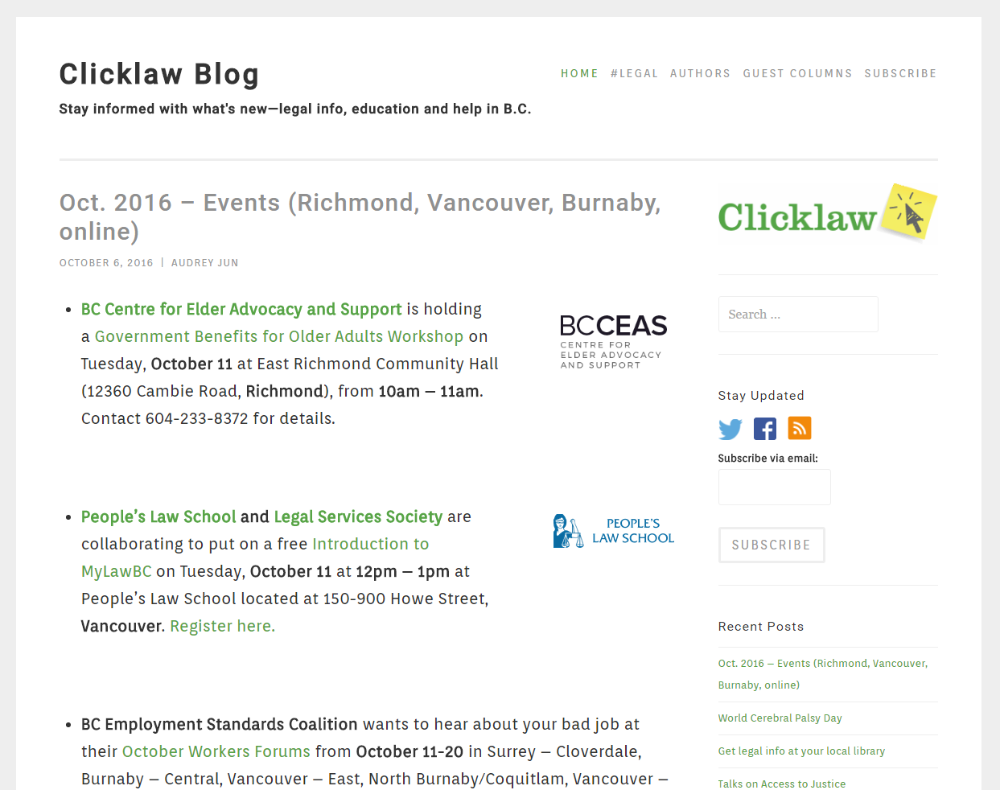 Clicklaw Blog
HOME #LEGAL AUTHORS GUEST COLUMNS SUBSCRIBE
Stay informed with what's new—legal info, education and help in B.C.
Oct. 2016 – Events (Richmond, Vancouver, Burnaby,
online)
OCTOBER 6, 2016 | AUDREY JUN
• BC Centre for Elder Advocacy and Support is holding
a Government Benefits for Older Adults Workshop on
Tuesday, October 11 at East Richmond Community Hall
(12360 Cambie Road, Richmond), from 10am – 11am.
Contact 604-233-8372 for details.
BCCEAS
CENTRE FOR
ELDER ADVOCACY
AND SUPPORT
• People’s Law School and Legal Services Society are
collaborating to put on a free Introduction to
MyLawBC on Tuesday, October 11 at 12pm – 1pm at
People’s Law School located at 150-900 Howe Street,
Vancouver. Register here.
PEOPLE'S
LAW SCHOOL
• BC Employment Standards Coalition wants to hear about your bad job at
their October Workers Forums from October 11-20 in Surrey – Cloverdale,
Burnaby – Central, Vancouver – East, North Burnaby/Coquitlam, Vancouver –
Clicklaw
Search ...
Stay Updated
Subscribe via email:
SUBSCRIBE
Recent Posts
Oct. 2016 – Events (Richmond, Vancouver,
Burnaby, online)
World Cerebral Palsy Day
Get legal info at your local library
Talks on Access to Justice